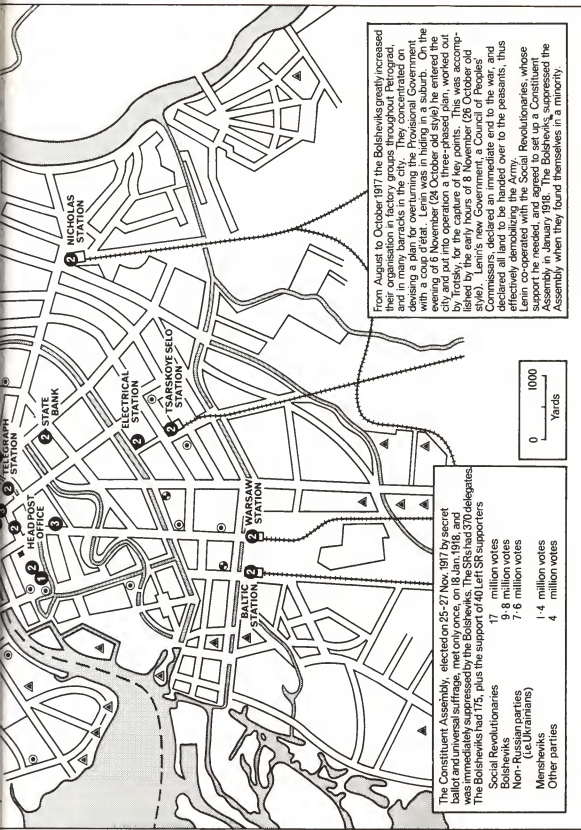 TELEGRAPH
STATION
2
2
HEAD POST
OFFICE
1
2
3
2
STATE
BANK
2
NICHOLAS
STATION
ELECTRICAL
STATION
2
TSARSKOYE SELO
STATION
2
WARSAW
STATION
2
BALTIC
STATION
2
From August to October 1917 the Bolsheviks greatly increased
their organisation in factory groups throughout Petrograd,
and in many barracks in the city. They concentrated on
devising a plan for overturning the Provisional Government
with a coup d'état. Lenin was in hiding in a suburb. On the
evening of 6 November (24 October old style) he entered the
city and put into operation a three-phased plan, worked out
by Trotsky, for the capture of key points. This was accomp-
lished by the early hours of 8 November (26 October old
style). Lenin's new Government, a Council of Peoples'
Commissars, declared an immediate end to the war, and
declared all land to be handed over to the peasants, thus
effectively demobilizing the Army.
Lenin co-operated with the Social Revolutionaries, whose
support he needed, and agreed to set up a Constituent
Assembly in January 1918. The Bolsheviks suppressed the
Assembly when they found themselves in a minority.
0 1000
Yards
The Constituent Assembly, elected on 25-27 Nov. 1917 by secret
ballot and universal suffrage, met only once, on 18 Jan. 1918, and
was immediately suppressed by the Bolsheviks. The SRs had 370 delegates.
The Bolsheviks had 175, plus the support of 40 Left SR supporters
Social Revolutionaries 17 million votes
Bolsheviks 9·8 million votes
Non-Russian parties 7·6 million votes
(i.e. Ukrainians)
Mensheviks 1·4 million votes
Other parties 4 million votes